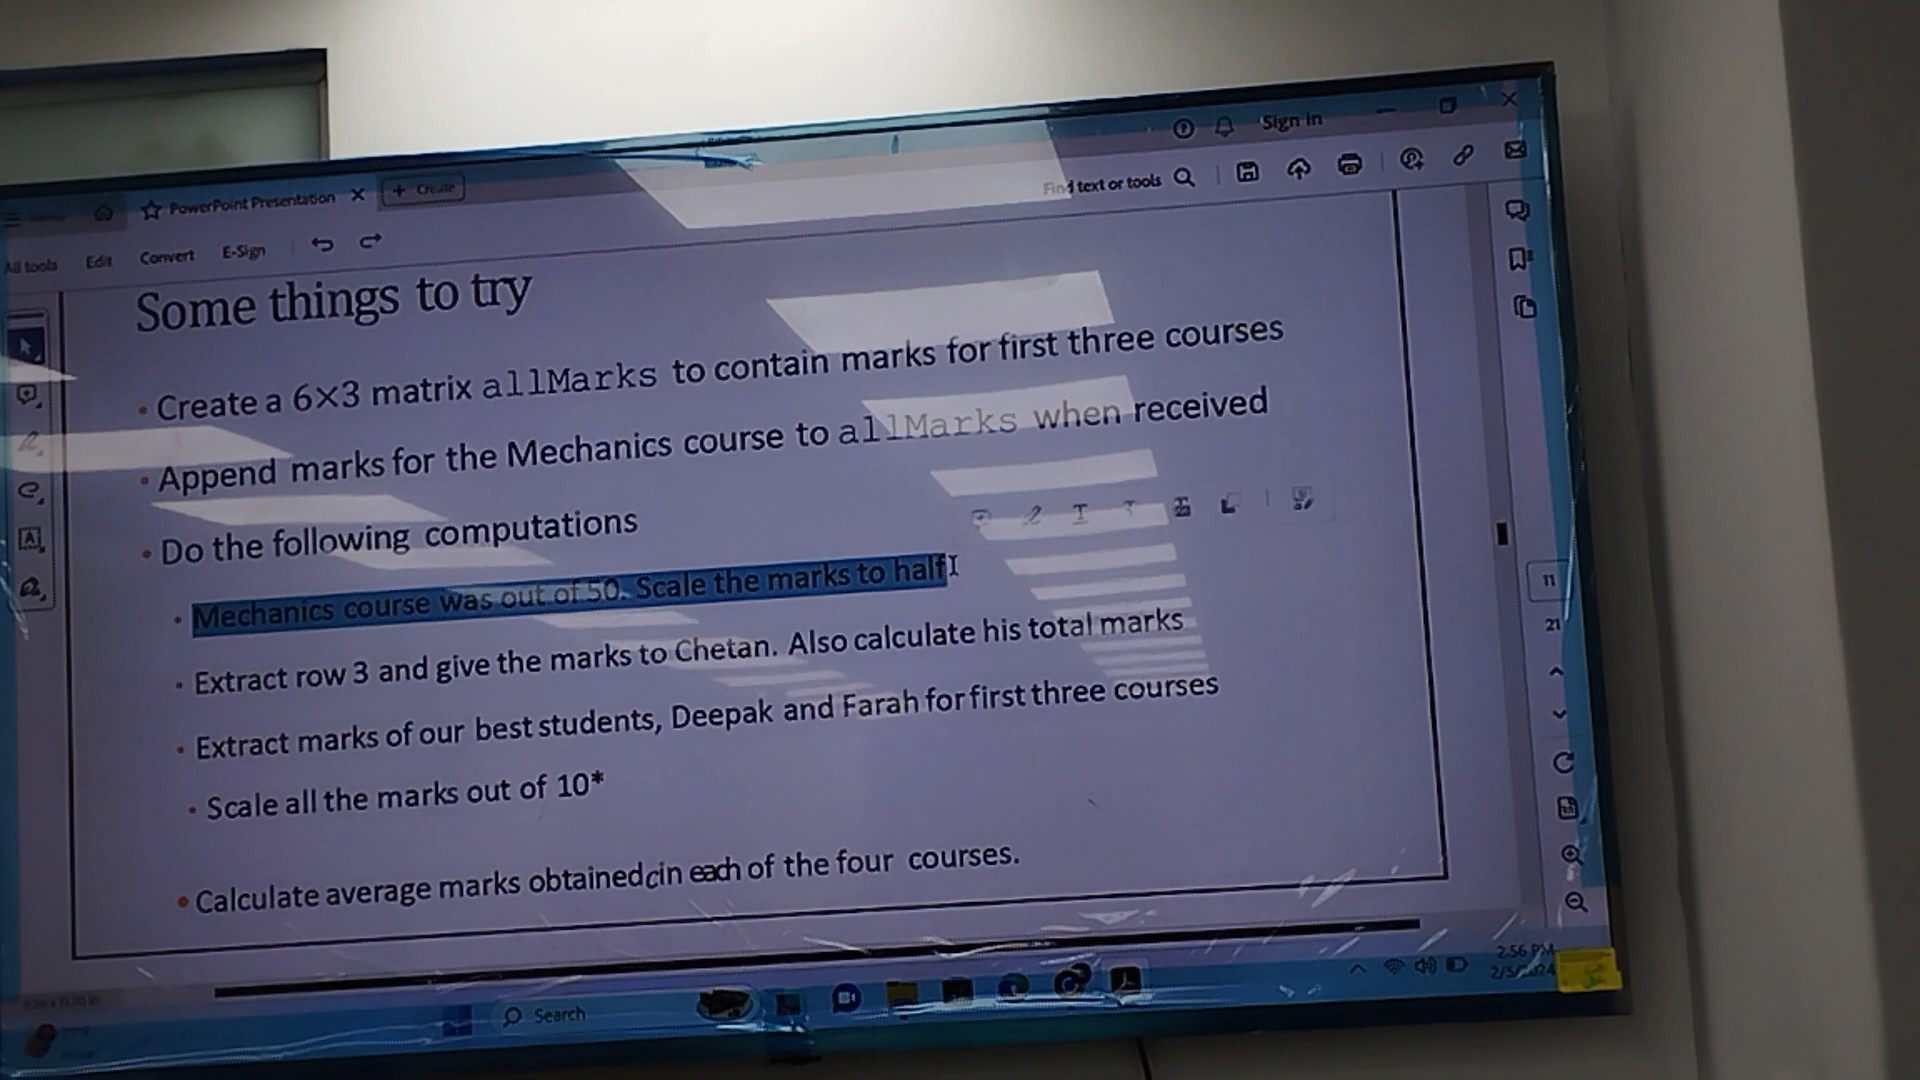 Sign in
PowerPoint Presentation
+ Create
Find text or tools
All tools Edit Convert E-Sign
Some things to try
• Create a 6×3 matrix allMarks to contain marks for first three courses
• Append marks for the Mechanics course to allMarks when received
• Do the following computations
• Mechanics course was out of 50. Scale the marks to half
• Extract row 3 and give the marks to Chetan. Also calculate his total marks
• Extract marks of our best students, Deepak and Farah for first three courses
• Scale all the marks out of 10*
• Calculate average marks obtainedcin each of the four courses.
11
21
Search
2:56 PM
2/5/2024